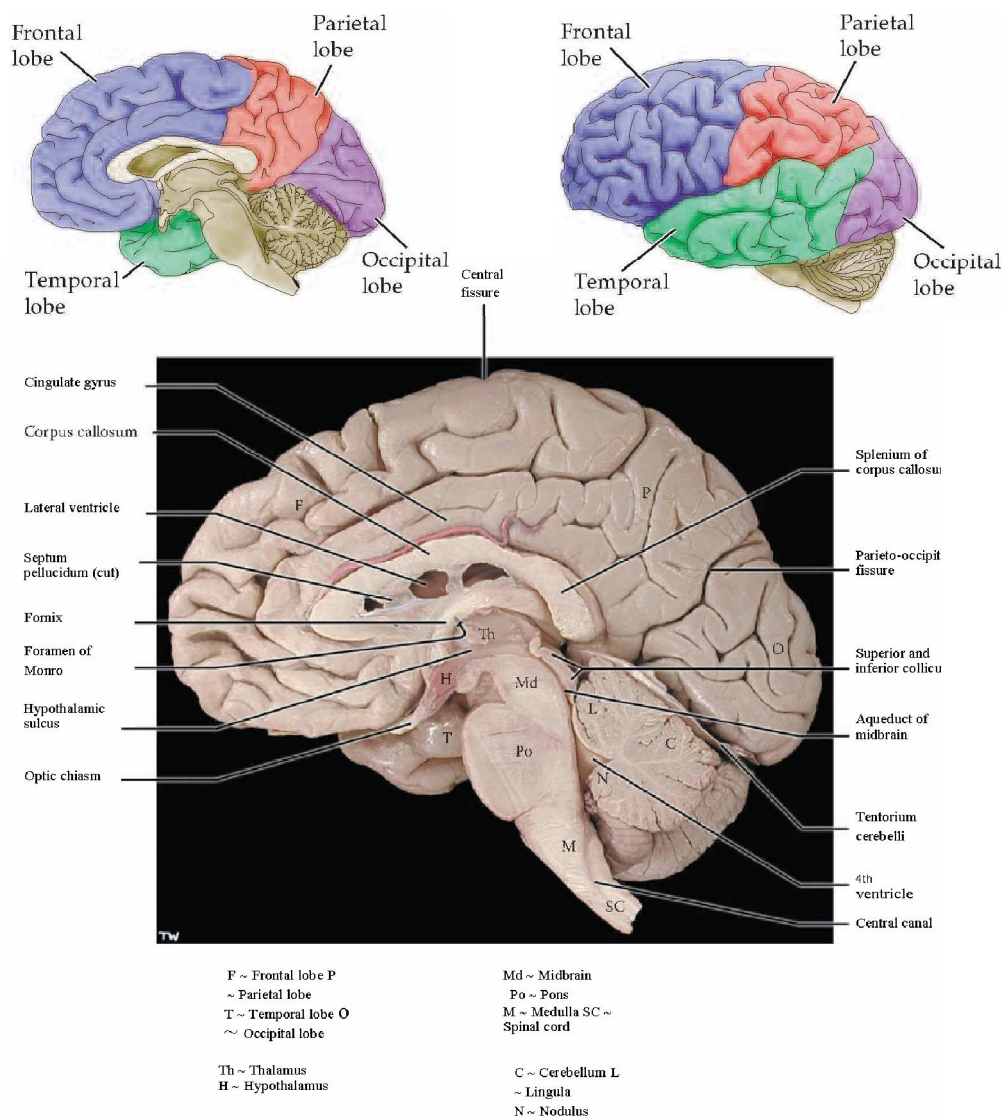 Frontal
lobe
Parietal
lobe
Temporal
lobe
Occipital
lobe
Frontal
lobe
Parietal
lobe
Temporal
lobe
Occipital
lobe
Central
fissure
Cingulate gyrus
Corpus callosum
Lateral ventricle
Septum
pellucidum (cut)
Fornix
Foramen of
Monro
Hypothalamic
sulcus
Optic chiasm
Splenium of
corpus callosu
Parieto-occipit
fissure
Superior and
inferior collicu
Aqueduct of
midbrain
Tentorium
cerebelli
4th
ventricle
Central canal
F
P
O
Th
H
Md
L
T
Po
C
N
M
SC
TW
F ~ Frontal lobe P
~ Parietal lobe
T ~ Temporal lobe O
~ Occipital lobe
Th ~ Thalamus
H ~ Hypothalamus
Md ~ Midbrain
Po ~ Pons
M ~ Medulla SC ~
Spinal cord
C ~ Cerebellum L
~ Lingula
N ~ Nodulus